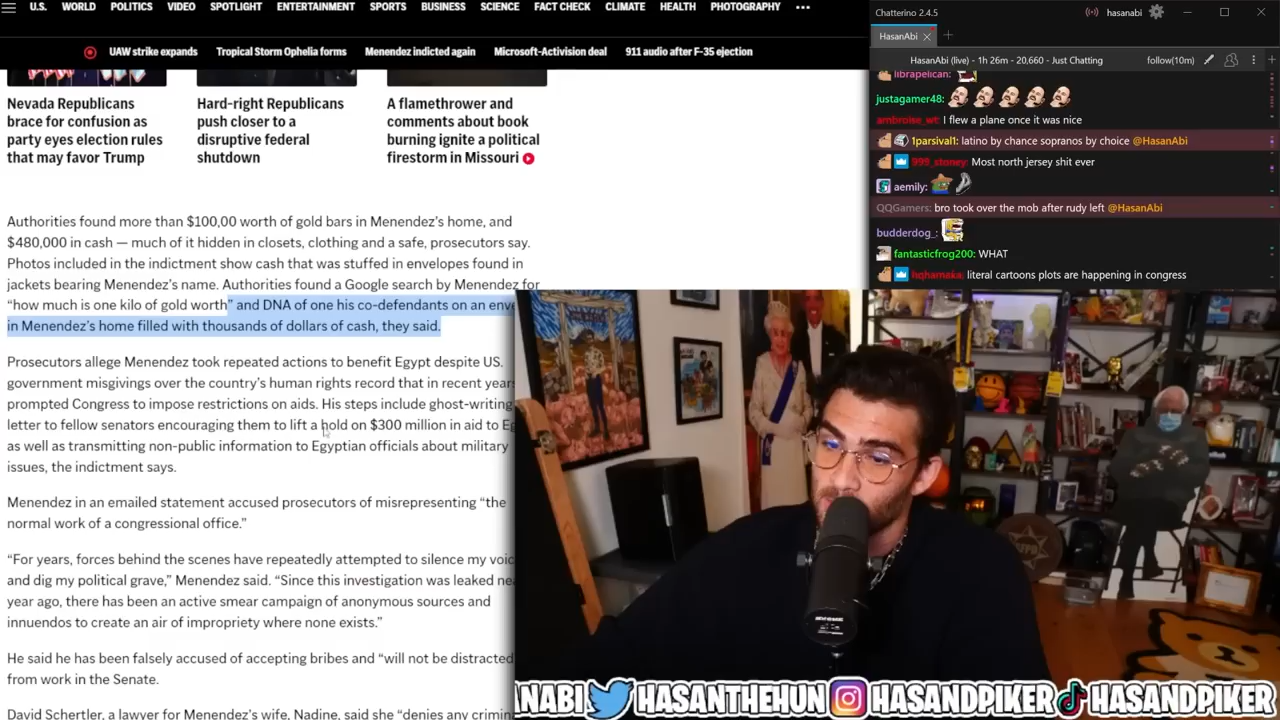 U.S. WORLD POLITICS VIDEO SPOTLIGHT ENTERTAINMENT SPORTS BUSINESS SCIENCE FACT CHECK CLIMATE HEALTH PHOTOGRAPHY •••
UAW strike expands Tropical Storm Ophelia forms Menendez indicted again Microsoft-Activision deal 911 audio after F-35 ejection
Nevada Republicans
brace for confusion as
party eyes election rules
that may favor Trump
Hard-right Republicans
push closer to a
disruptive federal
shutdown
A flamethrower and
comments about book
burning ignite a political
firestorm in Missouri
Authorities found more than $100,000 worth of gold bars in Menendez’s home, and
$480,000 in cash — much of it hidden in closets, clothing and a safe, prosecutors say.
Photos included in the indictment show cash that was stuffed in envelopes found in
jackets bearing Menendez’s name. Authorities found a Google search by Menendez for
“how much is one kilo of gold worth” and DNA of one his co-defendants on an enve
in Menendez’s home filled with thousands of dollars of cash, they said.
Prosecutors allege Menendez took repeated actions to benefit Egypt despite US.
government misgivings over the country’s human rights record that in recent years
prompted Congress to impose restrictions on aids. His steps include ghost-writing
letter to fellow senators encouraging them to lift a hold on $300 million in aid to Eg
as well as transmitting non-public information to Egyptian officials about military
issues, the indictment says.
Menendez in an emailed statement accused prosecutors of misrepresenting “the
normal work of a congressional office.”
“For years, forces behind the scenes have repeatedly attempted to silence my voic
and dig my political grave,” Menendez said. “Since this investigation was leaked nea
year ago, there has been an active smear campaign of anonymous sources and
innuendos to create an air of impropriety where none exists.”
He said he has been falsely accused of accepting bribes and “will not be distracted
from work in the Senate.
David Schertler, a lawyer for Menendez’s wife, Nadine, said she “denies any crimin
Chatterino 2.4.5
hasanabi
HasanAbi
HasanAbi (live) - 1h 26m - 20,660 - Just Chatting
follow(10m)
librapelican:
justagamer48:
ambroise_wt: I flew a plane once it was nice
1parsival1: latino by chance sopranos by choice @HasanAbi
999_stoney: Most north jersey shit ever
aemily:
QQGamers: bro took over the mob after rudy left @HasanAbi
budderdog_:
fantasticfrog200: WHAT
hqhamaka: literal cartoons plots are happening in congress
NABI HASANTHEHUN HASANDPIKER HASANDPIKER